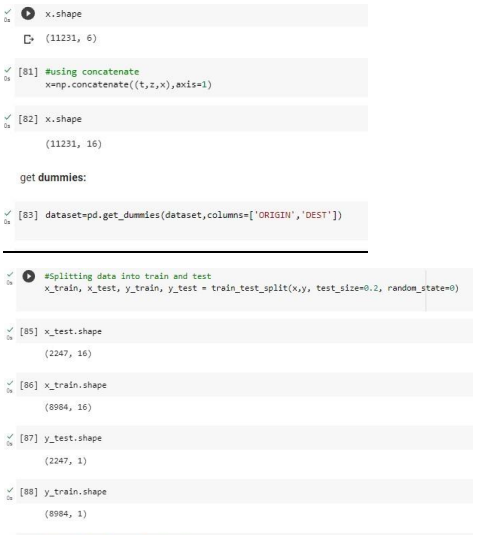 x.shape
(11231, 6)
[81] #using concatenate
x=np.concatenate((t,z,x),axis=1)
[82] x.shape
(11231, 16)
get dummies:
[83] dataset=pd.get_dummies(dataset,columns=['ORIGIN','DEST'])
#Splitting data into train and test
x_train, x_test, y_train, y_test = train_test_split(x,y, test_size=0.2, random_state=0)
[85] x_test.shape
(2247, 16)
[86] x_train.shape
(8984, 16)
[87] y_test.shape
(2247, 1)
[88] y_train.shape
(8984, 1)